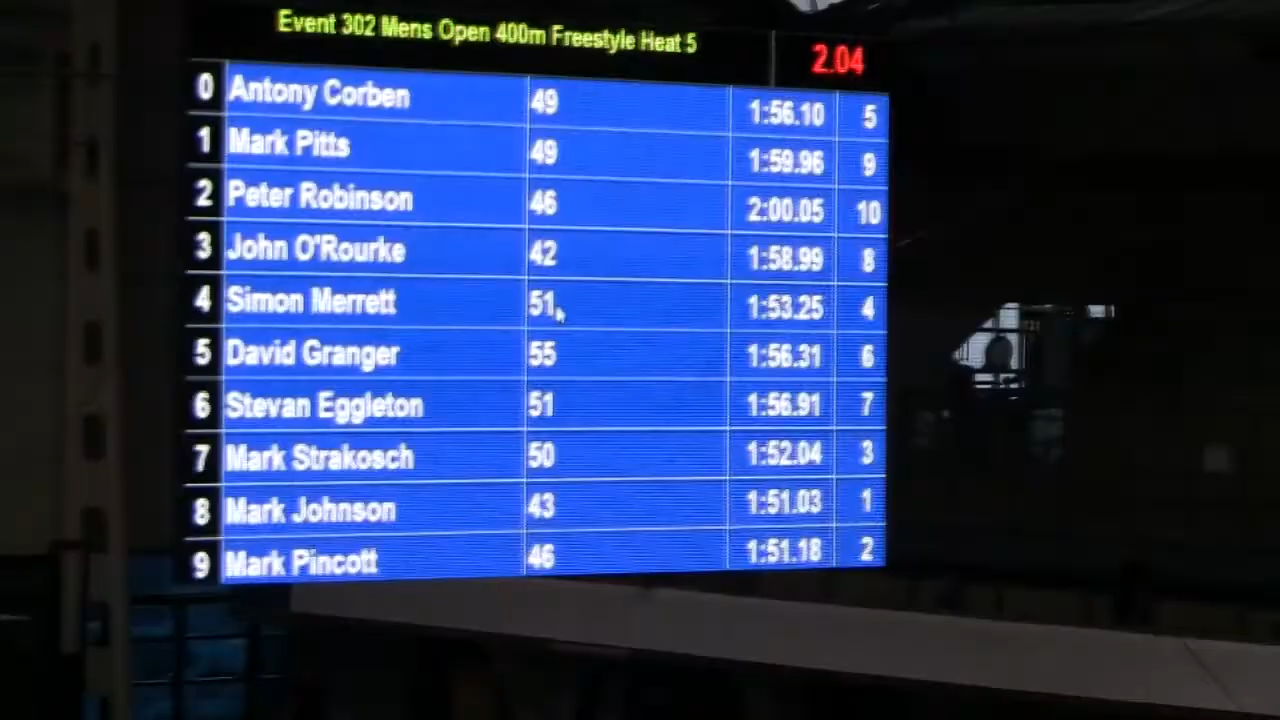 Event 302 Mens Open 400m Freestyle Heat 5 2.04
0 Antony Corben 49 1:56.10 5
1 Mark Pitts 49 1:59.96 9
2 Peter Robinson 46 2:00.05 10
3 John O'Rourke 42 1:58.99 8
4 Simon Merrett 51 1:53.25 4
5 David Granger 55 1:56.31 6
6 Stevan Eggleton 51 1:56.91 7
7 Mark Strakosch 50 1:52.04 3
8 Mark Johnson 43 1:51.03 1
9 Mark Pincott 46 1:51.18 2